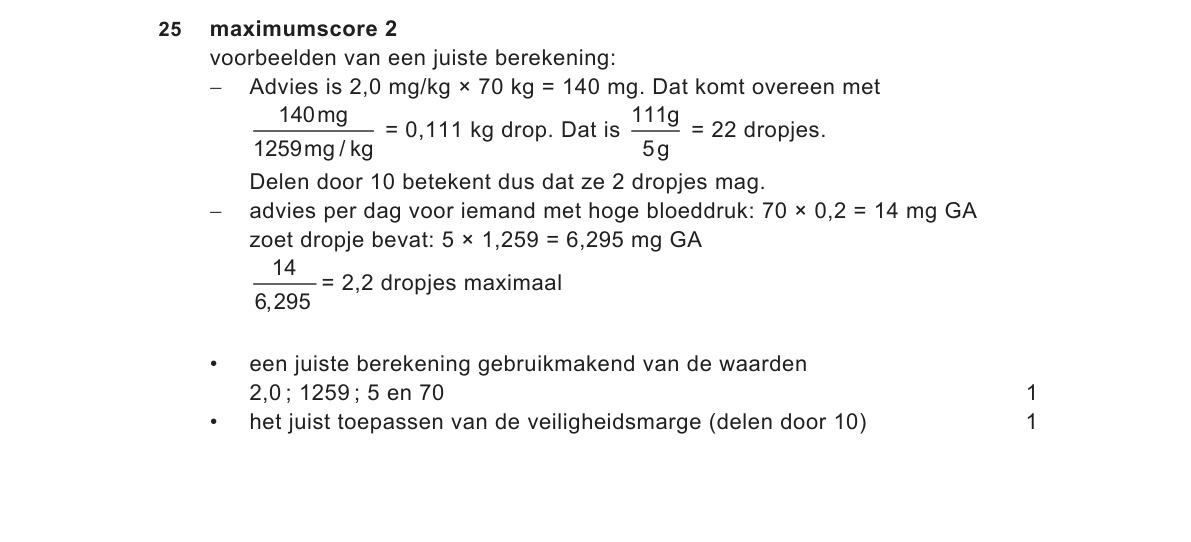 25 maximumscore 2
voorbeelden van een juiste berekening:
– Advies is 2,0 mg/kg × 70 kg = 140 mg. Dat komt overeen met
140 mg / 1259 mg / kg = 0,111 kg drop. Dat is 111g / 5 g = 22 dropjes.
Delen door 10 betekent dus dat ze 2 dropjes mag.
– advies per dag voor iemand met hoge bloeddruk: 70 × 0,2 = 14 mg GA
zoet dropje bevat: 5 × 1,259 = 6,295 mg GA
14 / 6,295 = 2,2 dropjes maximaal
• een juiste berekening gebruikmakend van de waarden
2,0 ; 1259 ; 5 en 70 1
• het juist toepassen van de veiligheidsmarge (delen door 10) 1